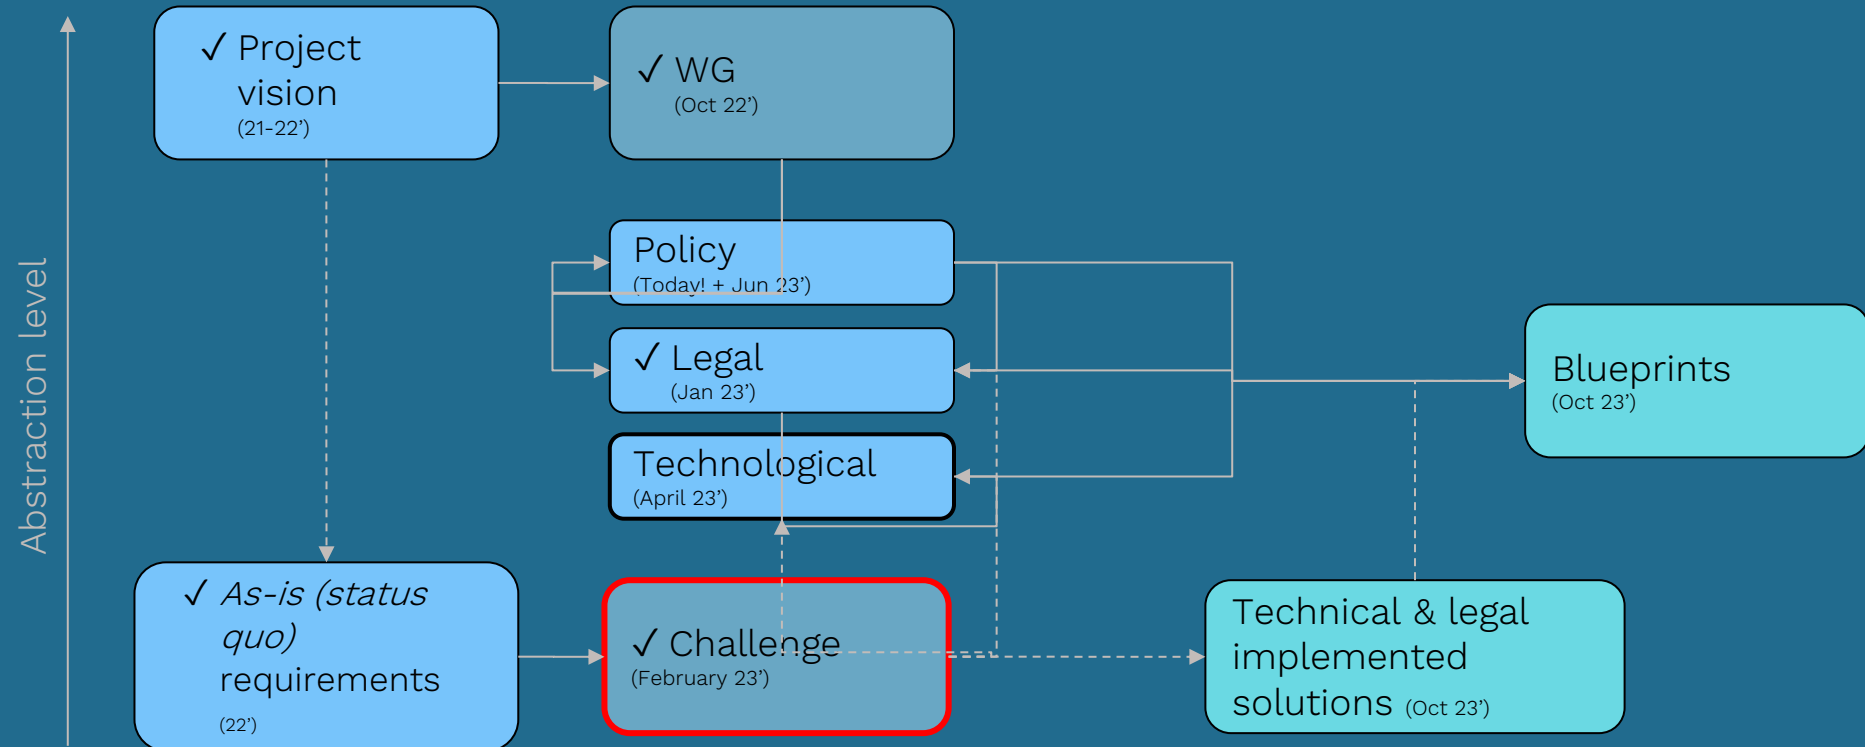 Abstraction level
✓ Project
vision
(21-22’)
✓ WG
(Oct 22’)
Policy
(Today! + Jun 23’)
✓ Legal
(Jan 23’)
Technological
(April 23’)
Blueprints
(Oct 23’)
✓ As-is (status
quo)
requirements
(22’)
✓ Challenge
(February 23’)
Technical & legal
implemented
solutions (Oct 23’)